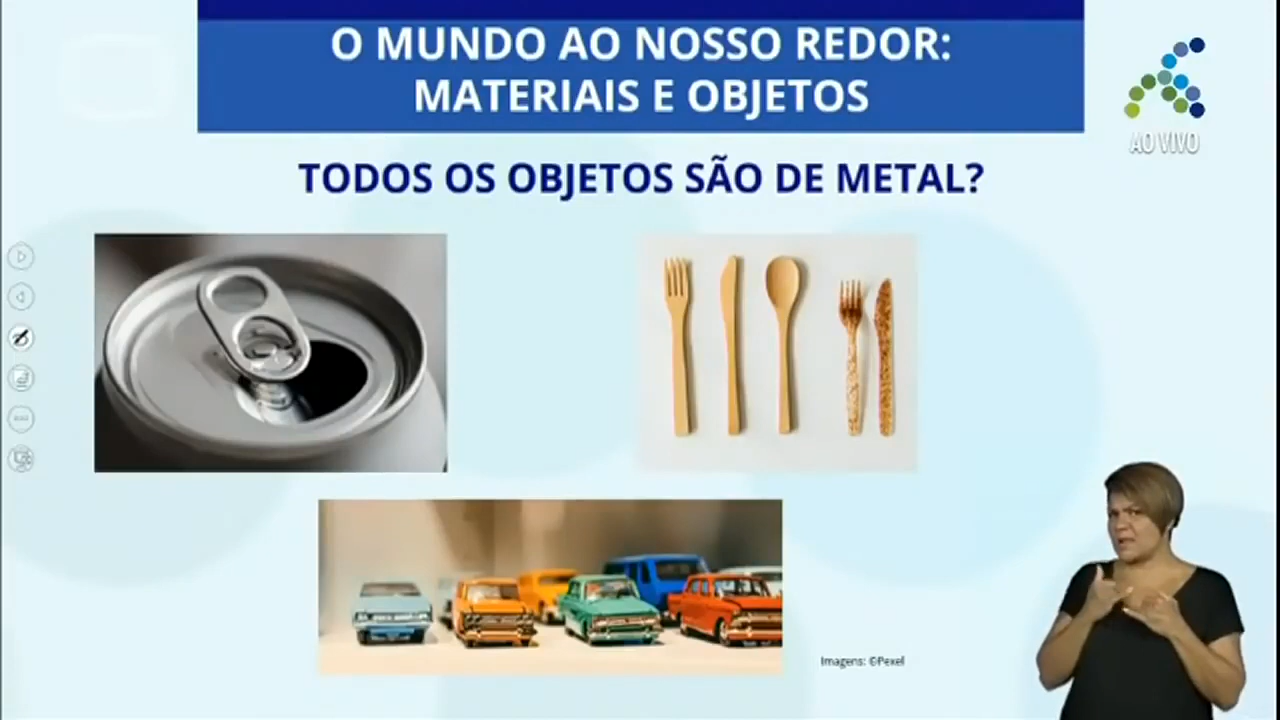 O MUNDO AO NOSSO REDOR:
MATERIAIS E OBJETOS
AO VIVO
TODOS OS OBJETOS SÃO DE METAL?
Imagens: ©Pexel